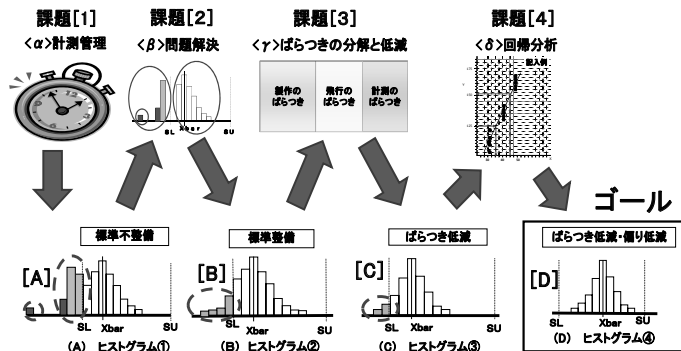 課題[1]
課題[2]
課題[3]
課題[4]
<α>計測管理
<β>問題解決
<γ>ばらつきの分解と低減
<δ>回帰分析
SL
Xbar
SU
製作の
ばらつき
飛行の
ばらつき
計測の
ばらつき
記入例
ゴール
標準不整備
標準整備
ばらつき低減
ばらつき低減・偏り低減
[A]
[B]
[C]
[D]
SL Xbar SU
SL Xbar SU
SL Xbar SU
SL Xbar SU
(A) ヒストグラム①
(B) ヒストグラム②
(C) ヒストグラム③
(D) ヒストグラム④